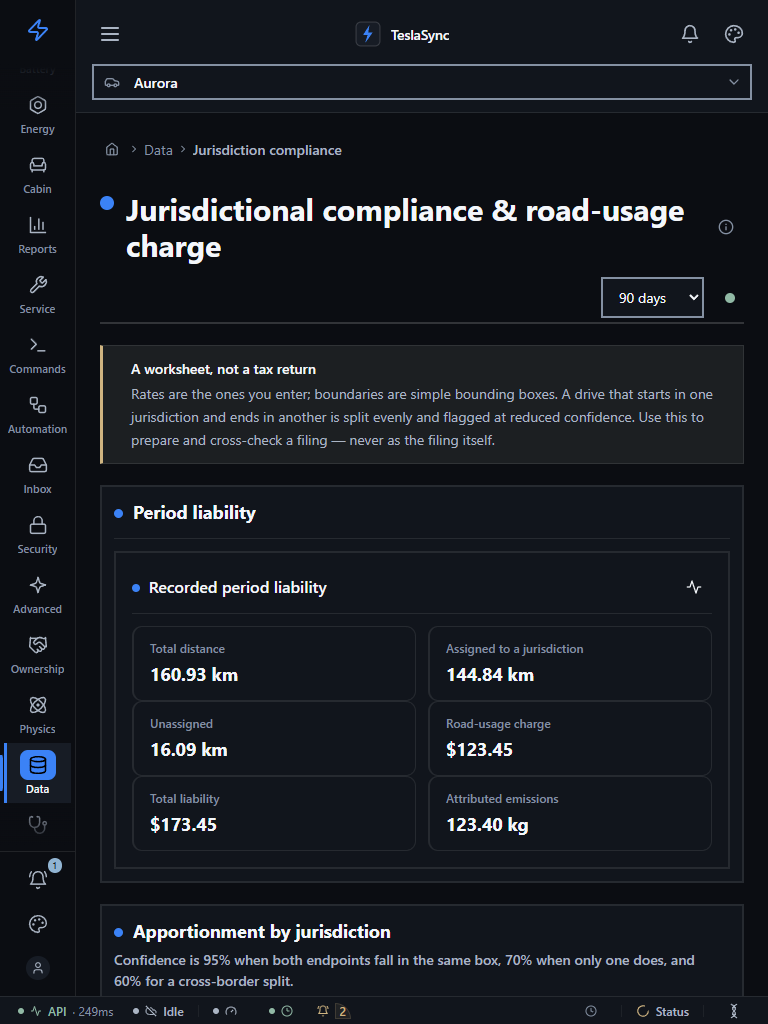 TeslaSync
Aurora
Battery
Energy
Cabin
Reports
Service
Commands
Automation
Inbox
Security
Advanced
Ownership
Physics
Data
1
Data
Jurisdiction compliance
Jurisdictional compliance & road-usage
charge
90 days
A worksheet, not a tax return
Rates are the ones you enter; boundaries are simple bounding boxes. A drive that starts in one
jurisdiction and ends in another is split evenly and flagged at reduced confidence. Use this to
prepare and cross-check a filing — never as the filing itself.
Period liability
Recorded period liability
Total distance
160.93 km
Assigned to a jurisdiction
144.84 km
Unassigned
16.09 km
Road-usage charge
$123.45
Total liability
$173.45
Attributed emissions
123.40 kg
Apportionment by jurisdiction
Confidence is 95% when both endpoints fall in the same box, 70% when only one does, and
60% for a cross-border split.
API · 249ms
Idle
2
Status